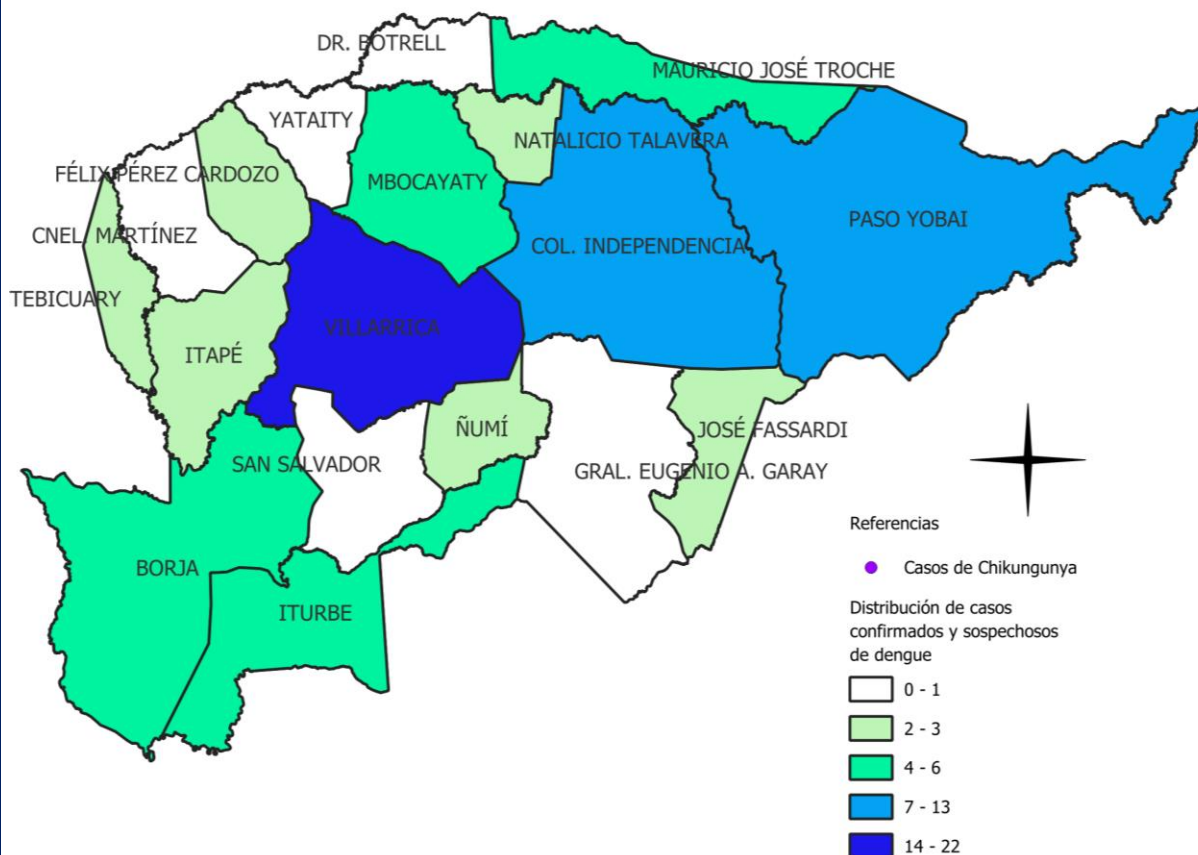 DR. BOTRELL
MAURICIO JOSÉ TROCHE
YATAITY
NATALICIO TALAVERA
FÉLIX PÉREZ CARDOZO
MBOCAYATY
PASO YOBAI
CNEL. MARTÍNEZ
COL. INDEPENDENCIA
TEBICUARY
VILLARRICA
ITAPÉ
ÑUMÍ
JOSÉ FASSARDI
SAN SALVADOR
GRAL. EUGENIO A. GARAY
BORJA
ITURBE
Referencias
Casos de Chikungunya
Distribución de casos
confirmados y sospechosos
de dengue
0 - 1
2 - 3
4 - 6
7 - 13
14 - 22